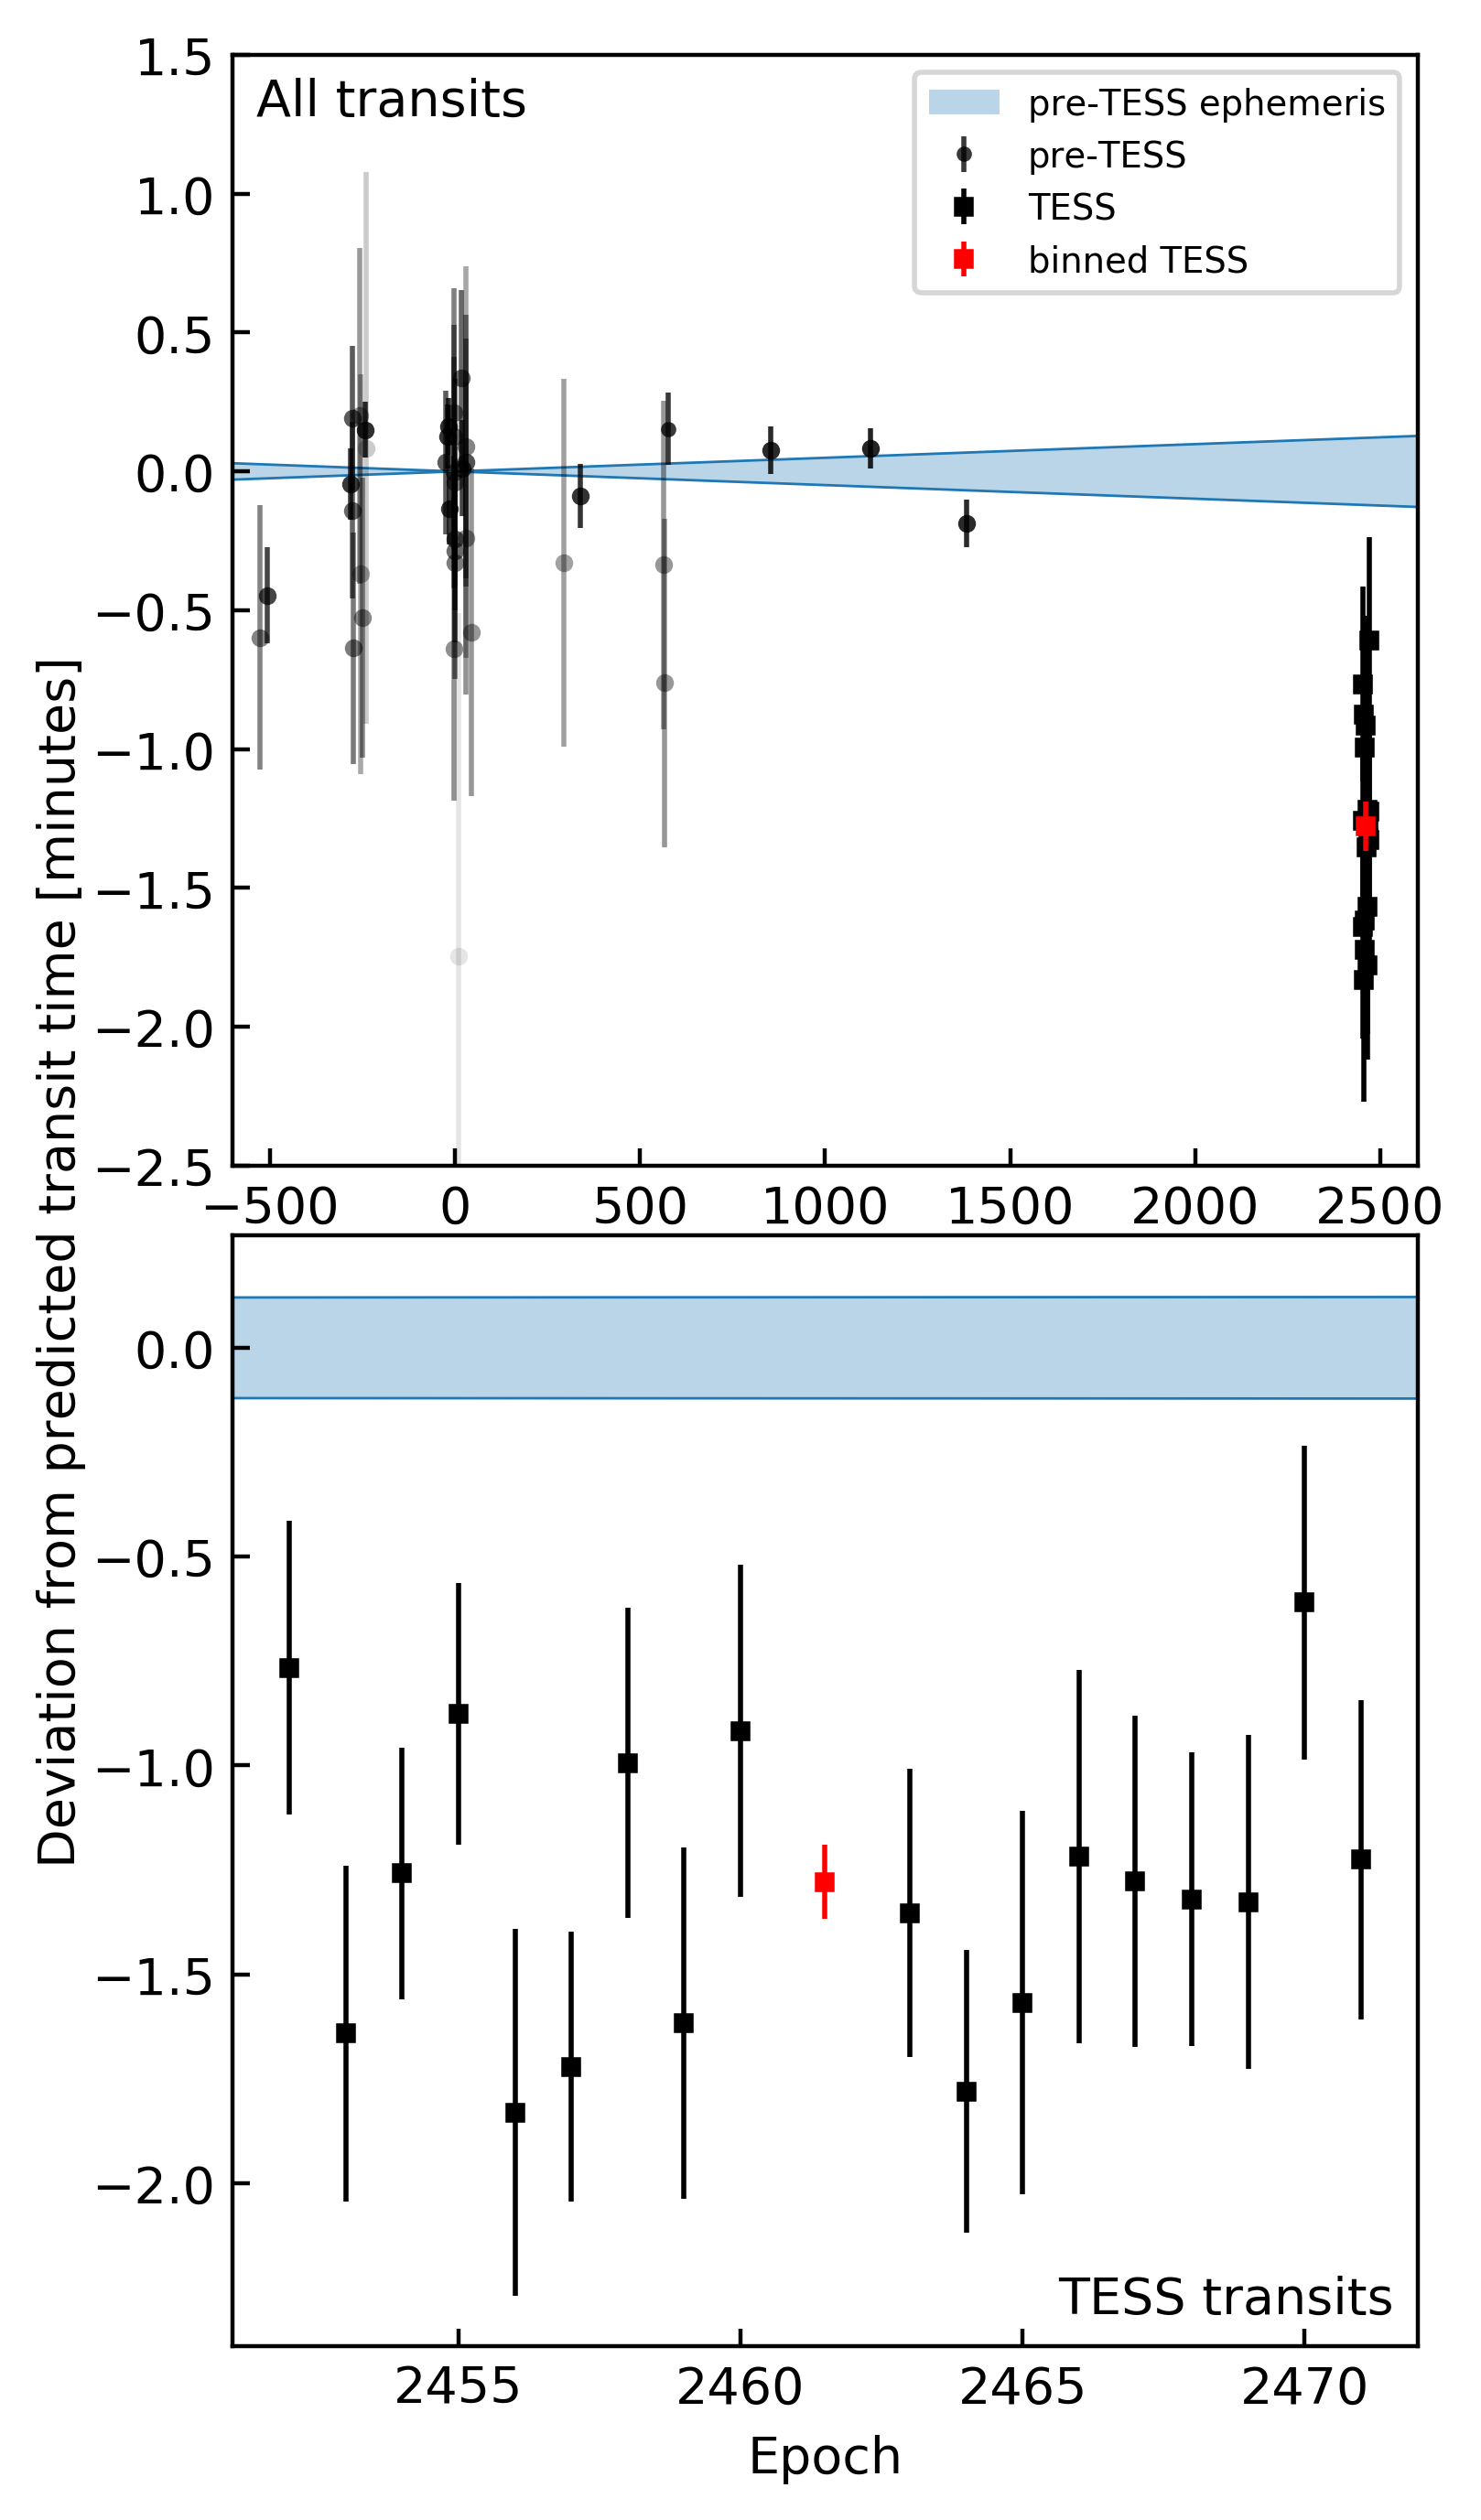 Deviation from predicted transit time [minutes]
All transits
pre-TESS ephemeris
pre-TESS
TESS
binned TESS
1.5
1.0
0.5
0.0
−0.5
−1.0
−1.5
−2.0
−2.5
−500 0 500 1000 1500 2000 2500
0.0
−0.5
−1.0
−1.5
−2.0
TESS transits
2455 2460 2465 2470
Epoch